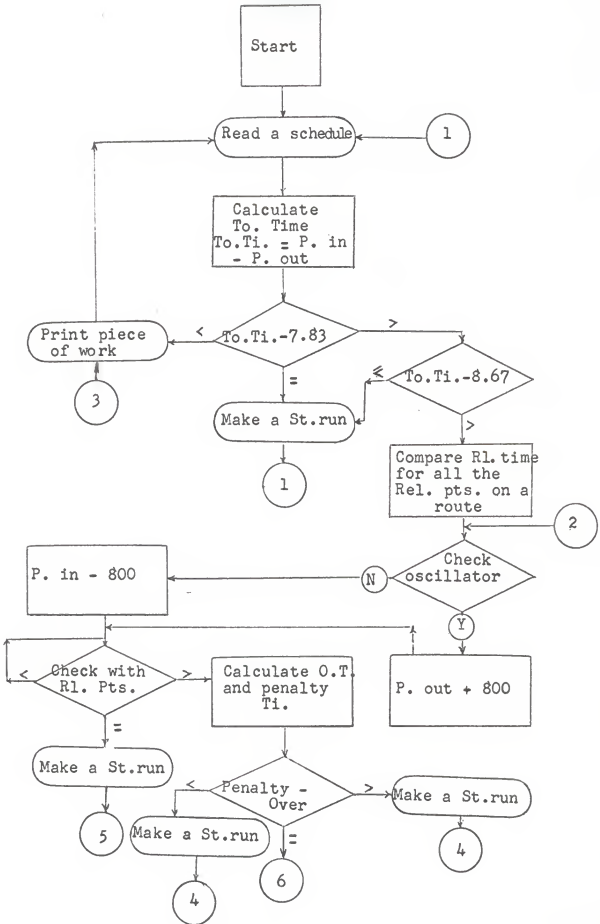 Start
Read a schedule
1
Calculate
To. Time
To.Ti. = P. in
- P. out
<
To.Ti.-7.83
>
Print piece
of work
≤
To.Ti.-8.67
=
3
Make a St.run
>
1
Compare Rl.time
for all the
Rel. pts. on a
route
2
Check
oscillator
N
P. in - 800
Y
<
Check with
Rl. Pts.
>
Calculate O.T.
and penalty
Ti.
P. out + 800
=
Make a St.run
<
Penalty -
Over
>
Make a St.run
5
Make a St.run
=
4
6
4